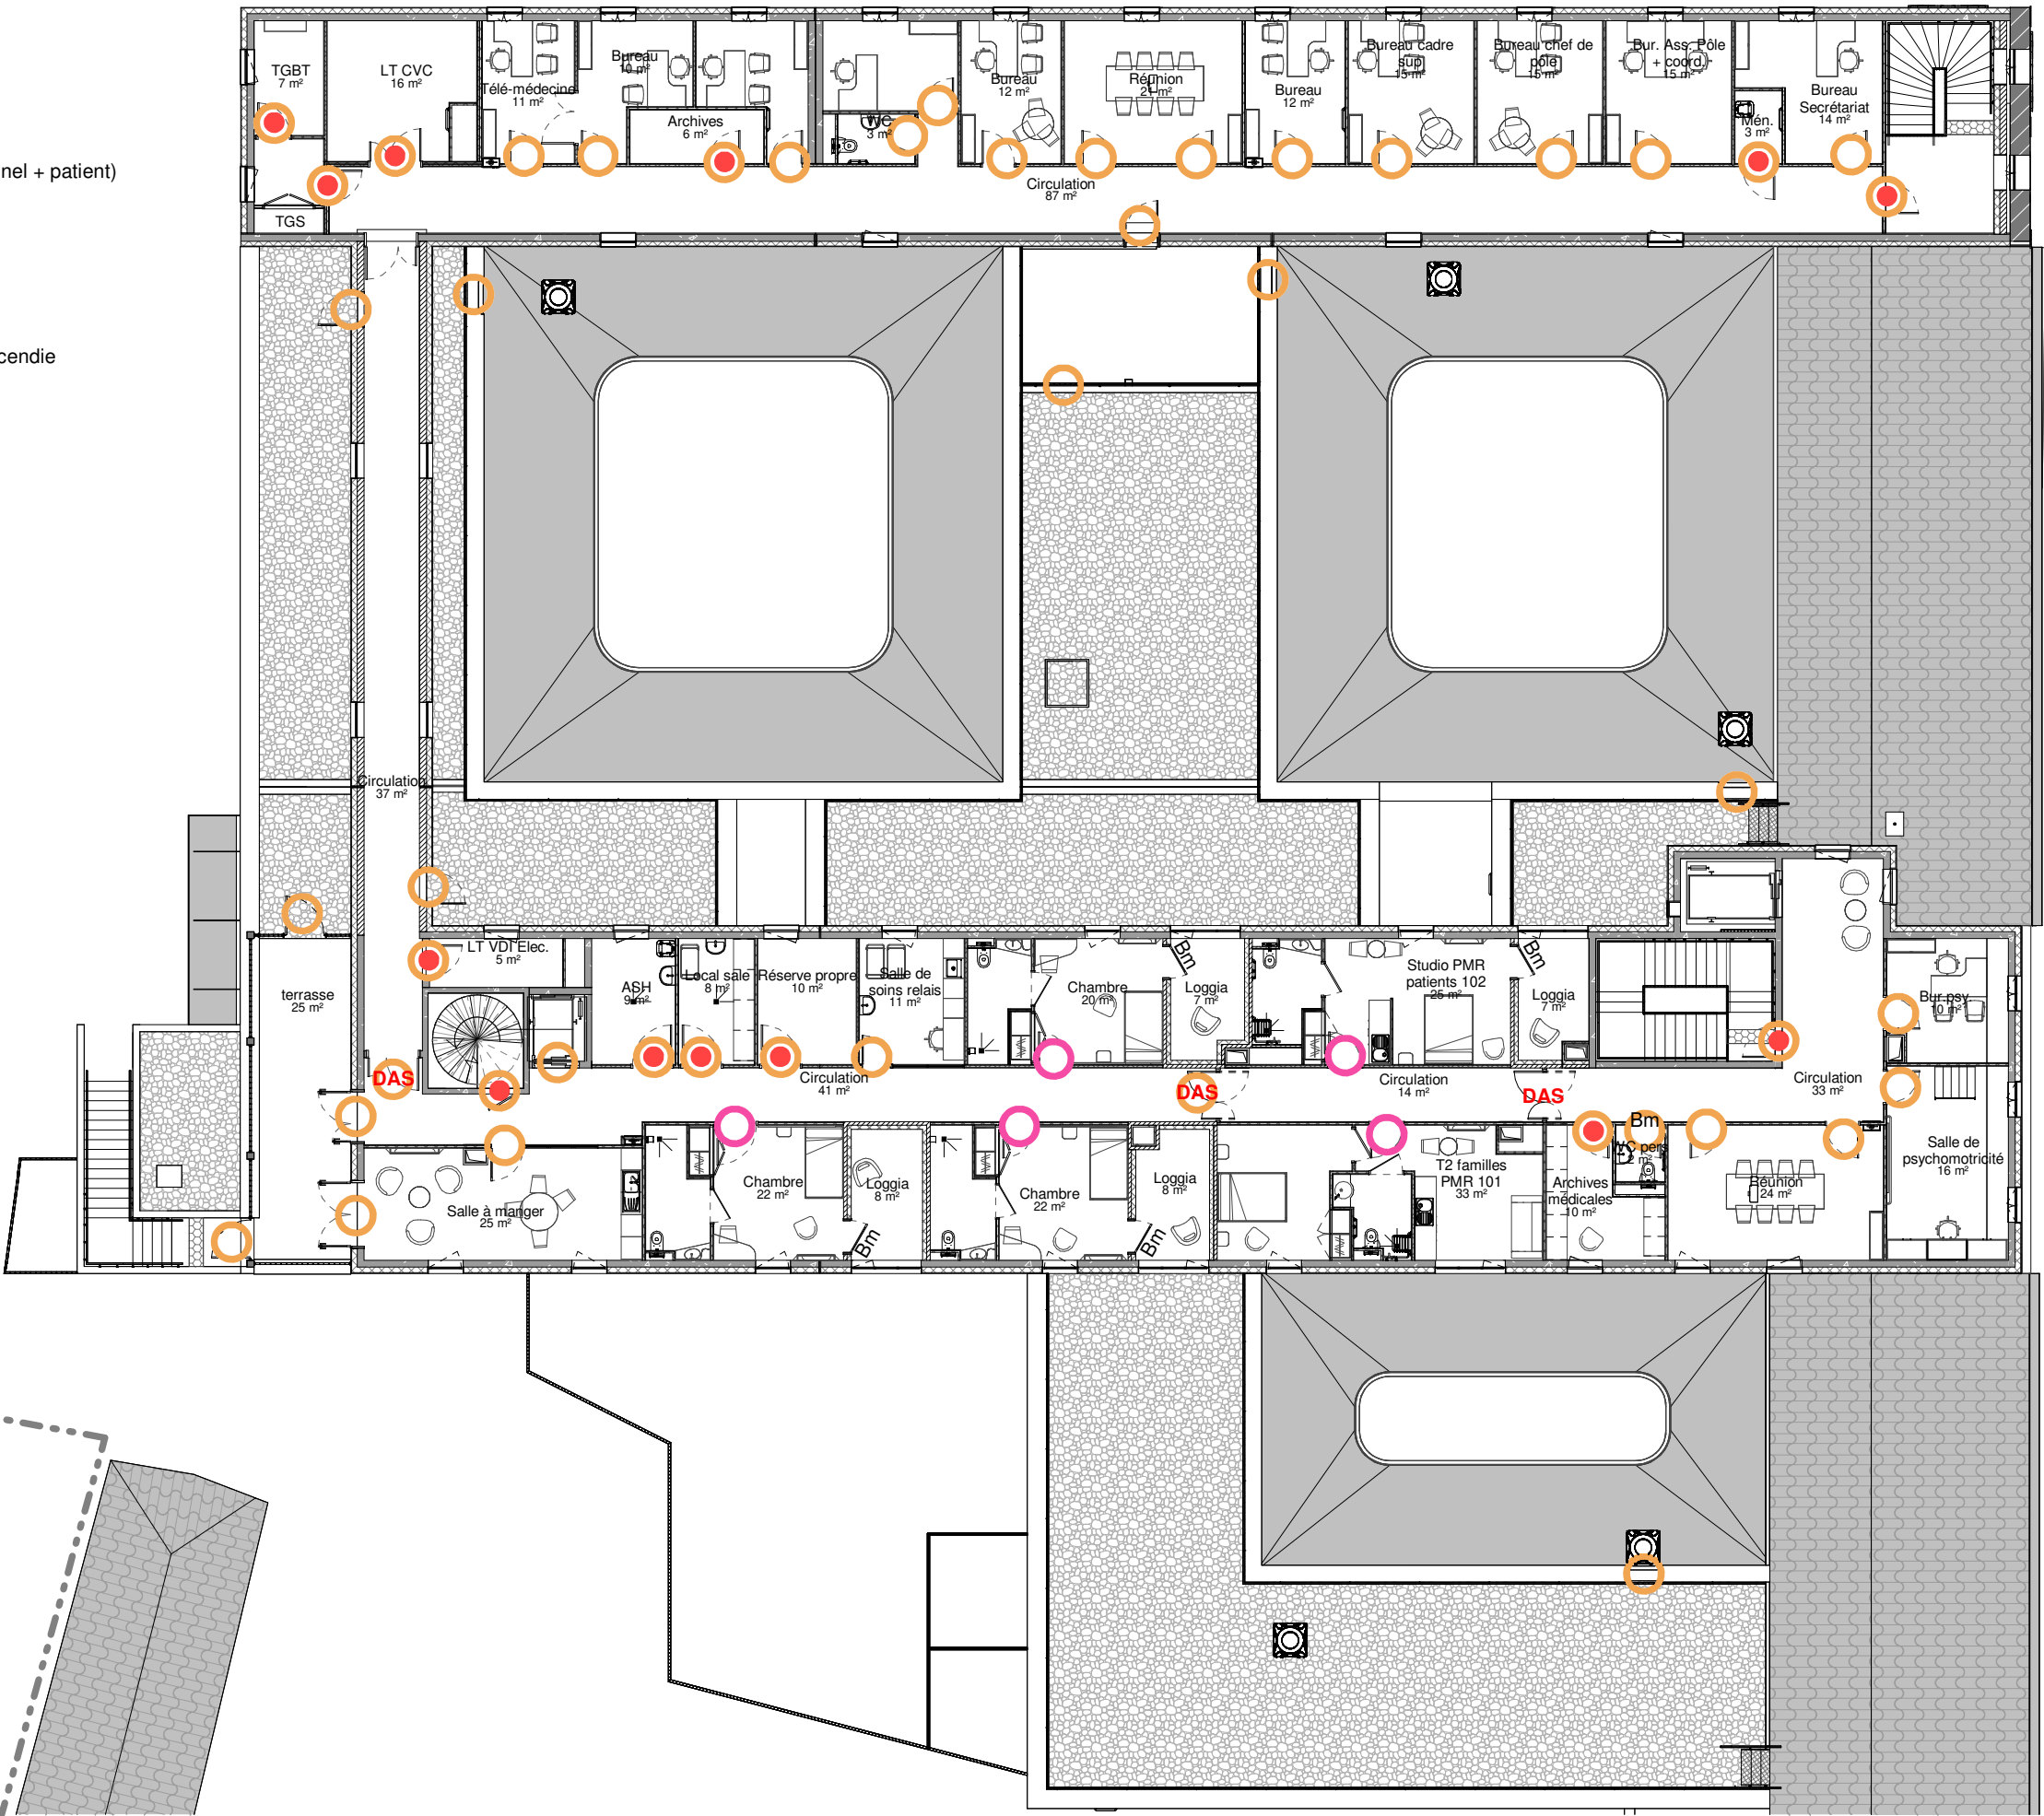 TGBT
7 m²
LT CVC
16 m²
Télé-médecine
11 m²
Bureau
10 m²
Archives
6 m²
WC
3 m²
Bureau
12 m²
Réunion
21 m²
Bureau
12 m²
Bureau cadre
sup
15 m²
Bureau chef de
pôle
15 m²
Bur. Ass. Pôle
+ coord.
15 m²
Mén.
3 m²
Bureau
Secrétariat
14 m²
nel + patient)
TGS
Circulation
87 m²
cendie
Circulation
37 m²
LT VDI Elec.
5 m²
terrasse
25 m²
ASH
9 m²
Local sale
8 m²
Réserve propre
10 m²
Salle de
soins relais
11 m²
Chambre
20 m²
Bm
Loggia
7 m²
Studio PMR
patients 102
25 m²
Bm
Loggia
7 m²
Bur.psy.
10 m²
DAS
Circulation
41 m²
DAS
Circulation
14 m²
DAS
Circulation
33 m²
Salle à manger
25 m²
Chambre
22 m²
Loggia
8 m²
Bm
Chambre
22 m²
Loggia
8 m²
Bm
T2 familles
PMR 101
33 m²
Archives
médicales
10 m²
Bm
WC pers
2 m²
Réunion
24 m²
Salle de
psychomotricité
16 m²